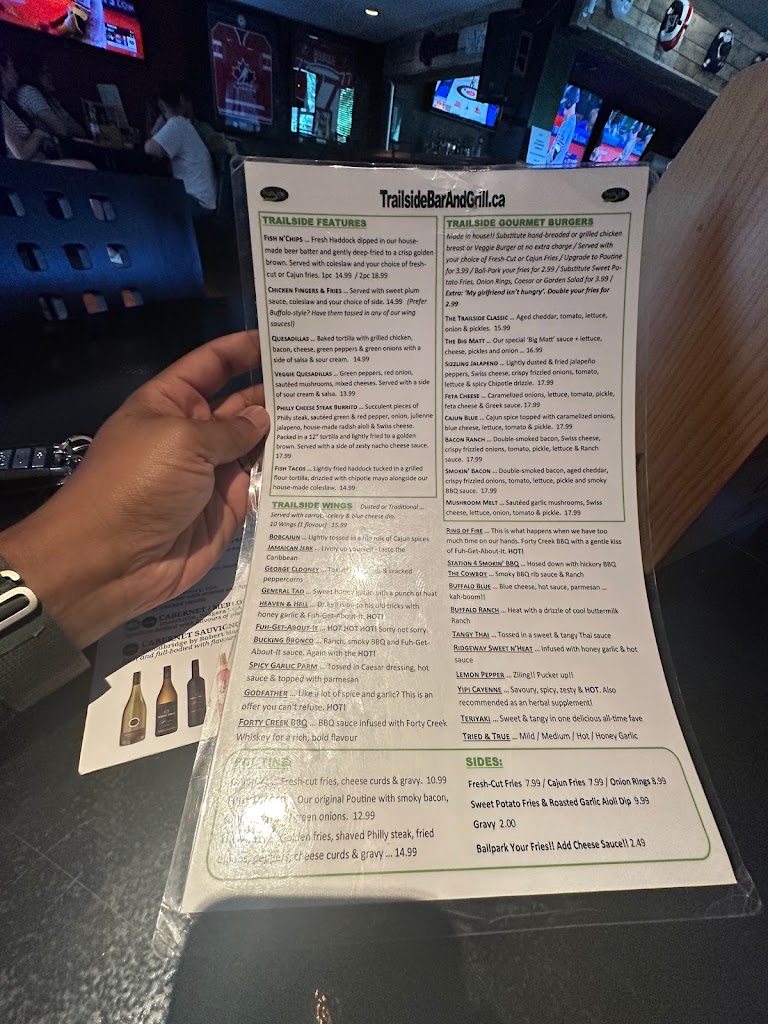 TrailsideBarAndGrill.ca
TRAILSIDE FEATURES
FISH N'CHIPS ... Fresh Haddock dipped in our house-
made beer batter and gently deep-fried to a crisp golden
brown. Served with coleslaw and your choice of fresh-
cut or Cajun fries. 1pc 14.99 / 2pc 18.99
CHICKEN FINGERS & FRIES ... Served with sweet plum
sauce, coleslaw and your choice of side. 14.99 (Prefer
Buffalo-style? Have them tossed in any of our wing
sauces!)
QUESADILLAS ... Baked tortilla with grilled chicken,
bacon, cheese, green peppers & green onions with a
side of salsa & sour cream. 14.99
VEGGIE QUESADILLAS ... Green peppers, red onion,
sautéed mushrooms, mixed cheeses. Served with a side
of sour cream & salsa. 13.99
PHILLY CHEESE STEAK BURRITO ... Succulent pieces of
Philly steak, sautéed green & red pepper, onion, julienne
jalapeno, house-made radish aioli & Swiss cheese.
Packed in a 12" tortilla and lightly fried to a golden
brown. Served with a side of zesty nacho cheese sauce.
17.99
FISH TACOS ... Lightly fried haddock tucked in a grilled
flour tortilla, drizzled with chipotle mayo alongside our
house-made coleslaw. 14.99
TRAILSIDE WINGS Dusted or Traditional ...
Served with carrot, celery & blue cheese dip.
10 Wings (1 flavour) 15.99
BOBCAJUN ... Lightly tossed in a mix of Cajun spices
JAMAICAN JERK ... Lively up yourself - taste the
Caribbean
GEORGE CLOONEY ... & cracked
peppercorns
GENERAL TAO ... Sweet with a punch of heat
HEAVEN & HELL ... to his old tricks with
honey garlic & Fuh-Get-About-It. HOT!
FUH-GET-ABOUT-IT ... HOT HOT HOT! Sorry not sorry
BUCKING BRONCO ... Ranch, smoky BBQ and Fuh-Get-
About-It sauce. Again with the HOT!
SPICY GARLIC PARM ... Tossed in Caesar dressing, hot
sauce & topped with parmesan
GODFATHER ... Like a lot of spice and garlic? This is an
offer you can't refuse. HOT!
FORTY CREEK BBQ ... BBQ sauce infused with Forty Creek
Whiskey for a rich, bold flavour
TRAILSIDE GOURMET BURGERS
Made in house!! Substitute hand-breaded or grilled chicken
breast or Veggie Burger at no extra charge / Served with
your choice of Fresh-Cut or Cajun Fries / Upgrade to Poutine
for 3.99 / Ball-Park your fries for 2.99 / Substitute Sweet Po-
tato Fries, Onion Rings, Caesar or Garden Salad for 3.99 /
Extra: 'My girlfriend isn't hungry'. Double your fries for
2.99
THE TRAILSIDE CLASSIC ... Aged cheddar, tomato, lettuce,
onion & pickles. 15.99
THE BIG MATT ... Our special 'Big Matt' sauce + lettuce,
cheese, pickles and onion ... 16.99
SIZZLING JALAPENO ... Lightly dusted & fried jalapeño
peppers, Swiss cheese, crispy frizzled onions, tomato,
lettuce & spicy Chipotle drizzle. 17.99
FETA CHEESE ... Caramelized onions, lettuce, tomato, pickle,
feta cheese & Greek sauce. 17.99
CAJUN BLUE ... Cajun spice topped with caramelized onions,
blue cheese, lettuce, tomato & pickle. 17.99
BACON RANCH ... Double-smoked bacon, Swiss cheese,
crispy frizzled onions, tomato, pickle, lettuce & Ranch
sauce. 17.99
SMOKIN' BACON ... Double-smoked bacon, aged cheddar,
crispy frizzled onions, tomato, lettuce, pickle and smoky
BBQ sauce. 17.99
MUSHROOM MELT ... Sautéed garlic mushrooms, Swiss
cheese, lettuce, onion, tomato & pickle. 17.99
RING OF FIRE ... This is what happens when we have too
much time on our hands. Forty Creek BBQ with a gentle kiss
of Fuh-Get-About-It. HOT!
STATION 4 SMOKIN' BBQ ... Hosed down with hickory BBQ
THE COWBOY ... Smoky BBQ rib sauce & Ranch
BUFFALO BLUE ... Blue cheese, hot sauce, parmesan ...
kah-boom!!
BUFFALO RANCH ... Heat with a drizzle of cool buttermilk
Ranch
TANGY THAI ... Tossed in a sweet & tangy Thai sauce
RIDGEWAY SWEET N'HEAT ... infused with honey garlic & hot
sauce
LEMON PEPPER ... Zliing!! Pucker up!!
YIPI CAYENNE ... Savoury, spicy, zesty & HOT. Also
recommended as an herbal supplement!
TERIYAKI ... Sweet & tangy in one delicious all-time fave
TRIED & TRUE ... Mild / Medium / Hot / Honey Garlic
POUTINE:
Fresh-cut fries, cheese curds & gravy. 10.99
Our original Poutine with smoky bacon,
green onions. 12.99
Golden fries, shaved Philly steak, fried
onions, peppers, cheese curds & gravy ... 14.99
SIDES:
Fresh-Cut Fries 7.99 / Cajun Fries 7.99 / Onion Rings 8.99
Sweet Potato Fries & Roasted Garlic Aioli Dip 9.99
Gravy 2.00
Ballpark Your Fries!! Add Cheese Sauce!! 2.49
CABERNET / MERLO
CABERNET SAUVIGNO